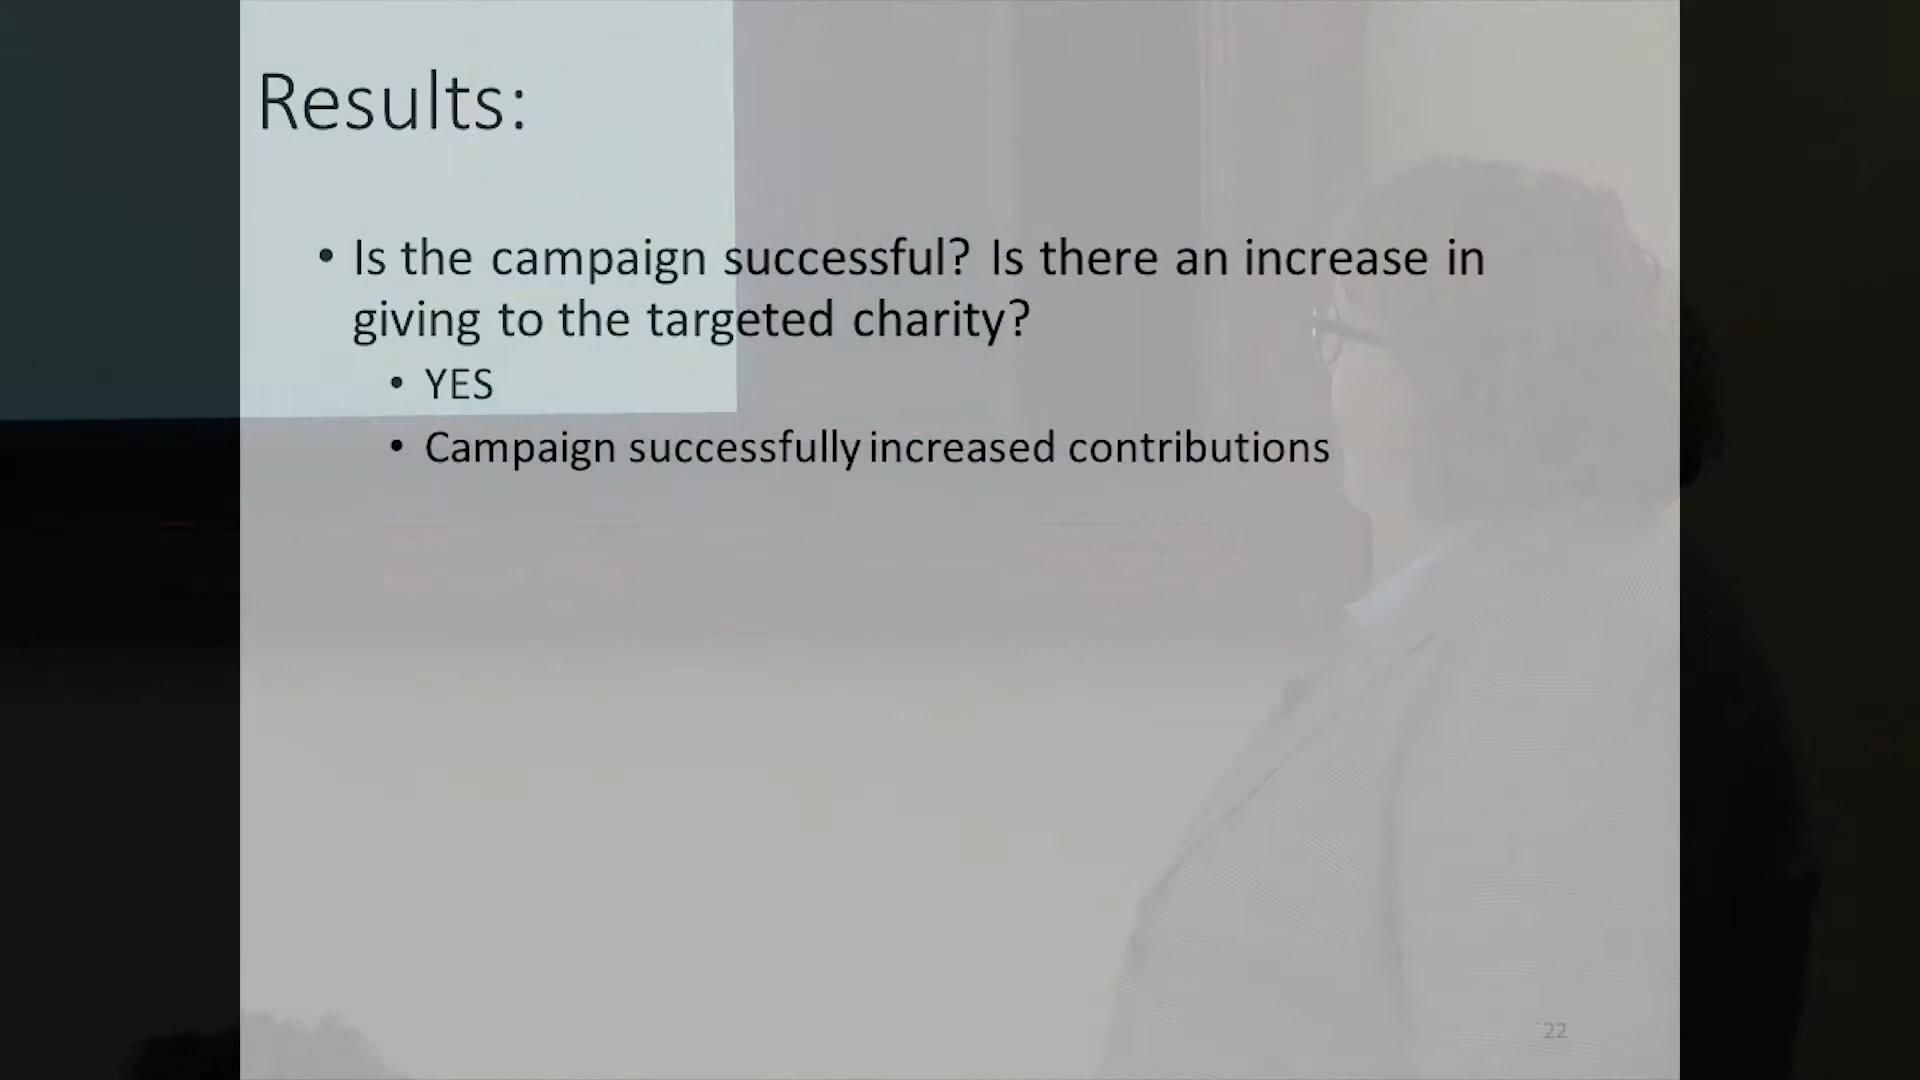 Results:
• Is the campaign successful? Is there an increase in
giving to the targeted charity?
• YES
• Campaign successfully increased contributions
22